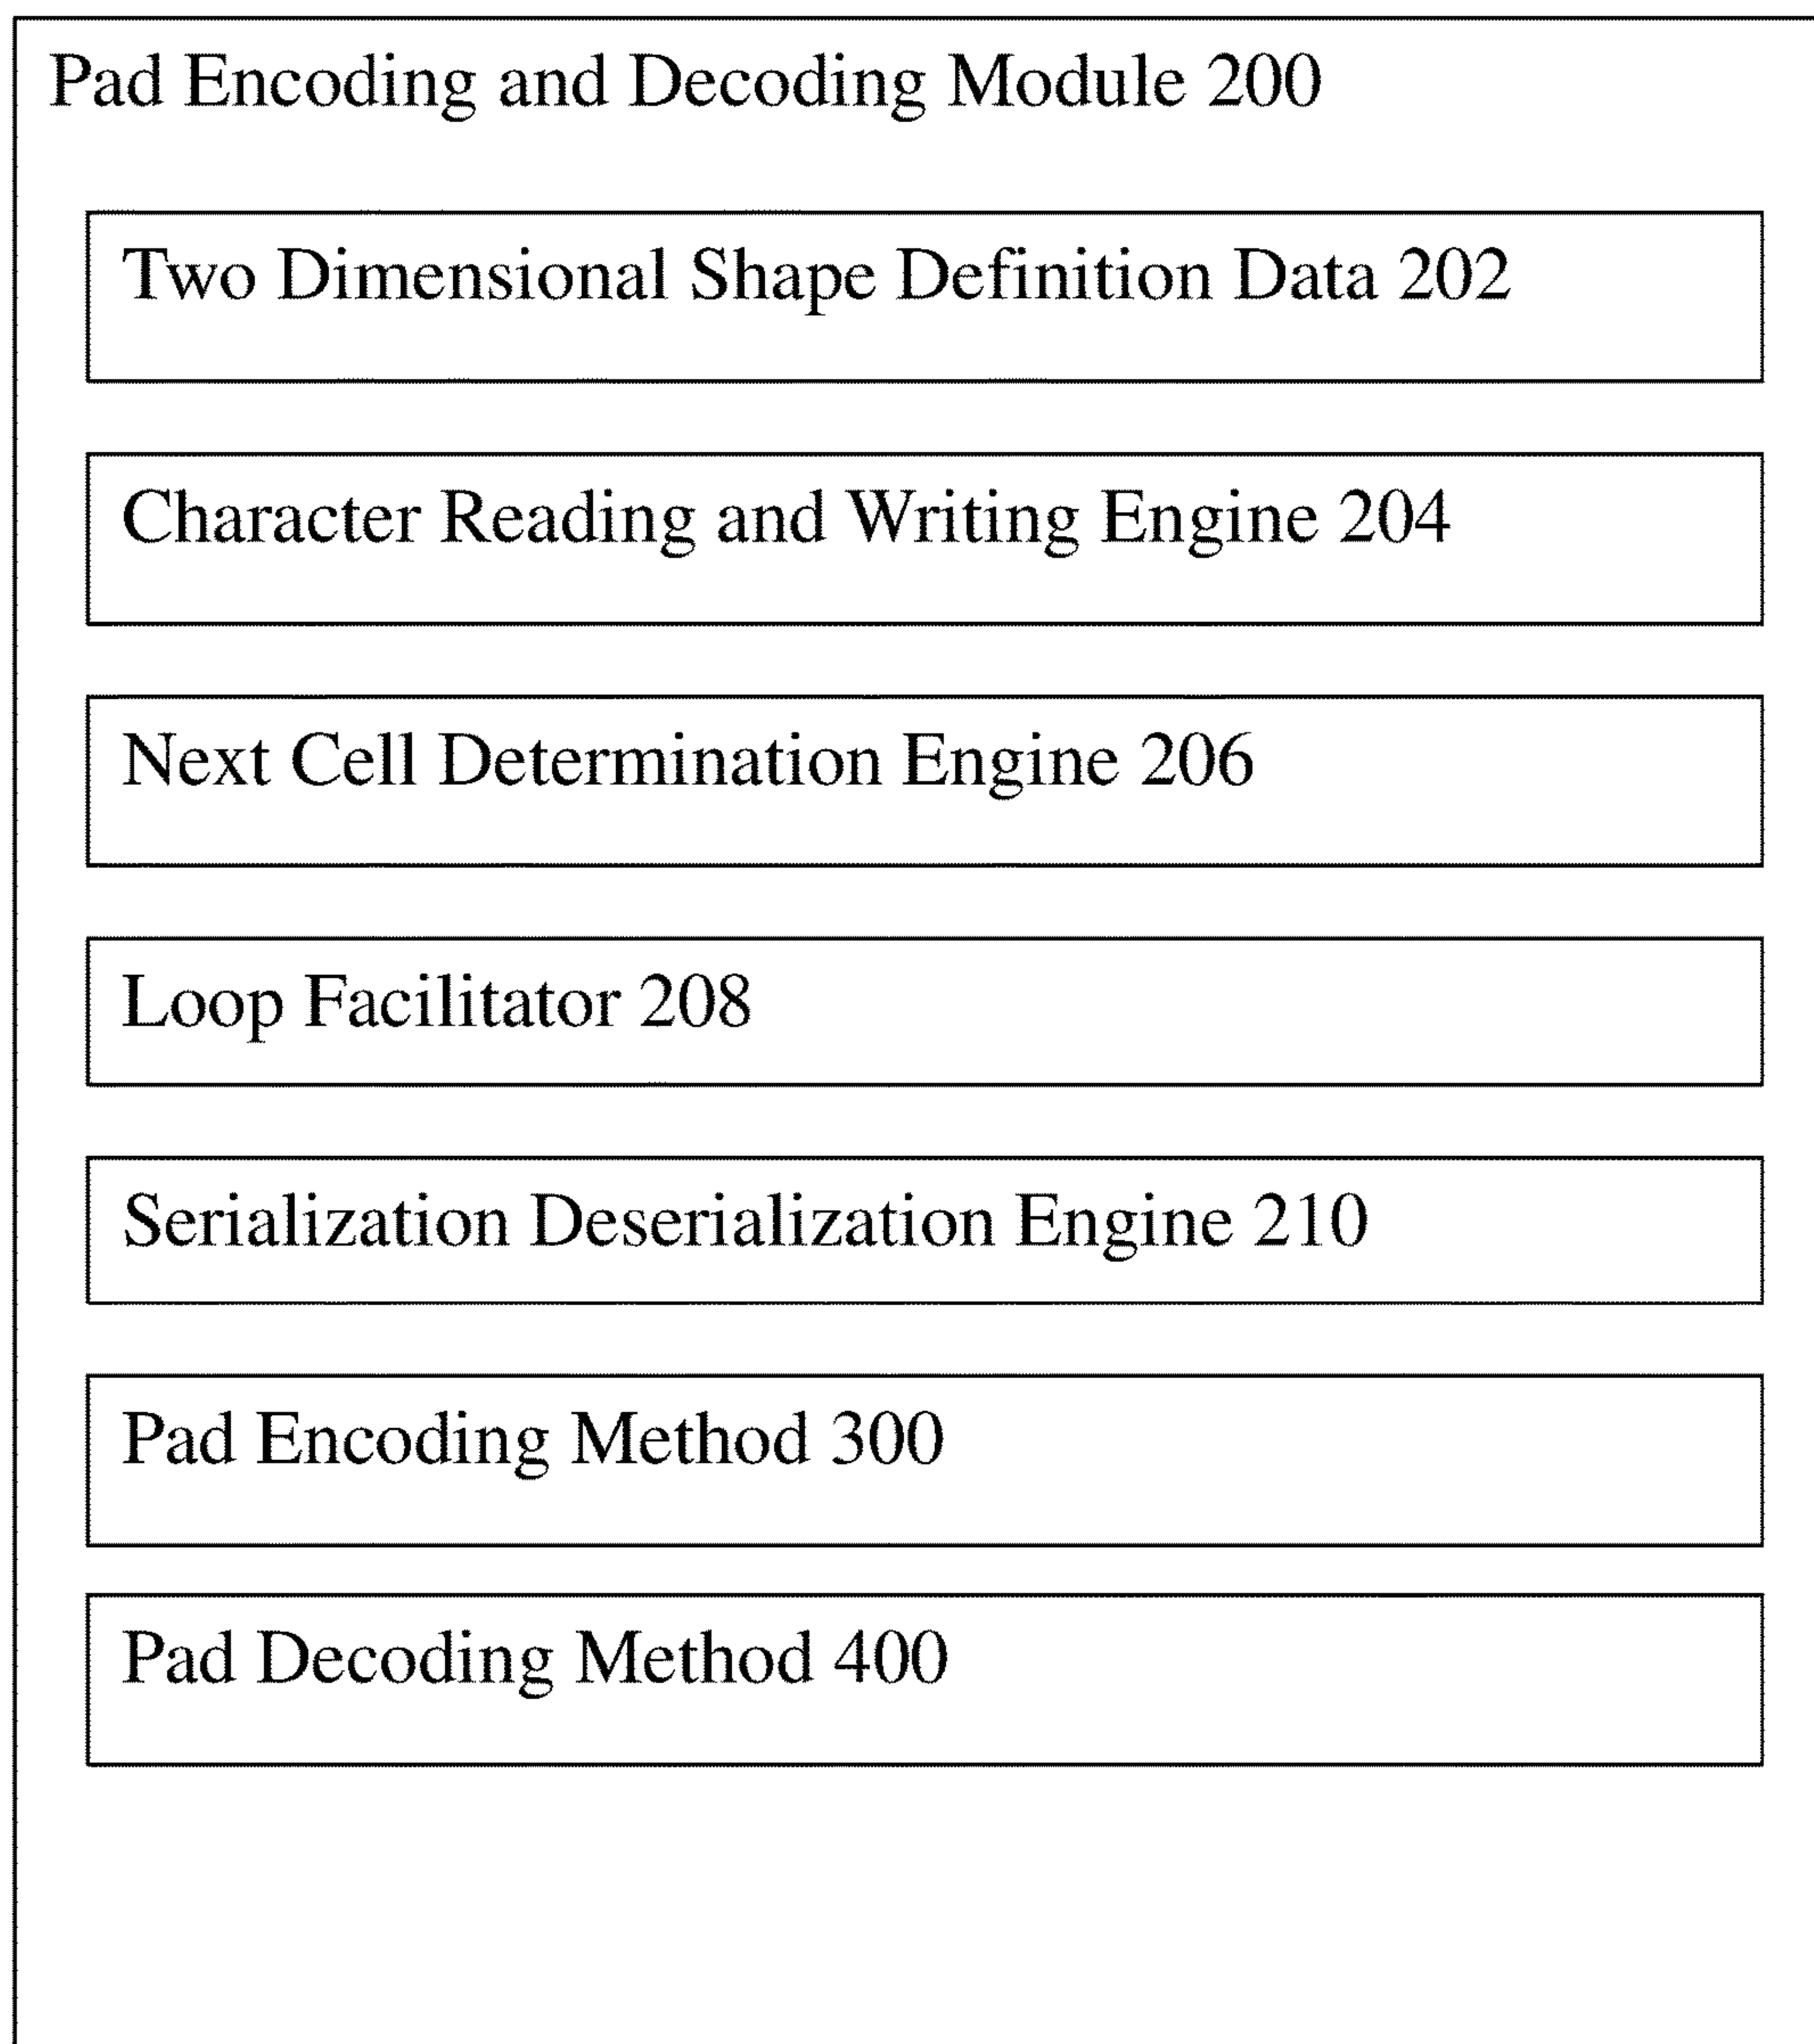 Pad Encoding and Decoding Module 200
Two Dimensional Shape Definition Data 202
Character Reading and Writing Engine 204
Next Cell Determination Engine 206
Loop Facilitator 208
Serialization Deserialization Engine 210
Pad Encoding Method 300
Pad Decoding Method 400